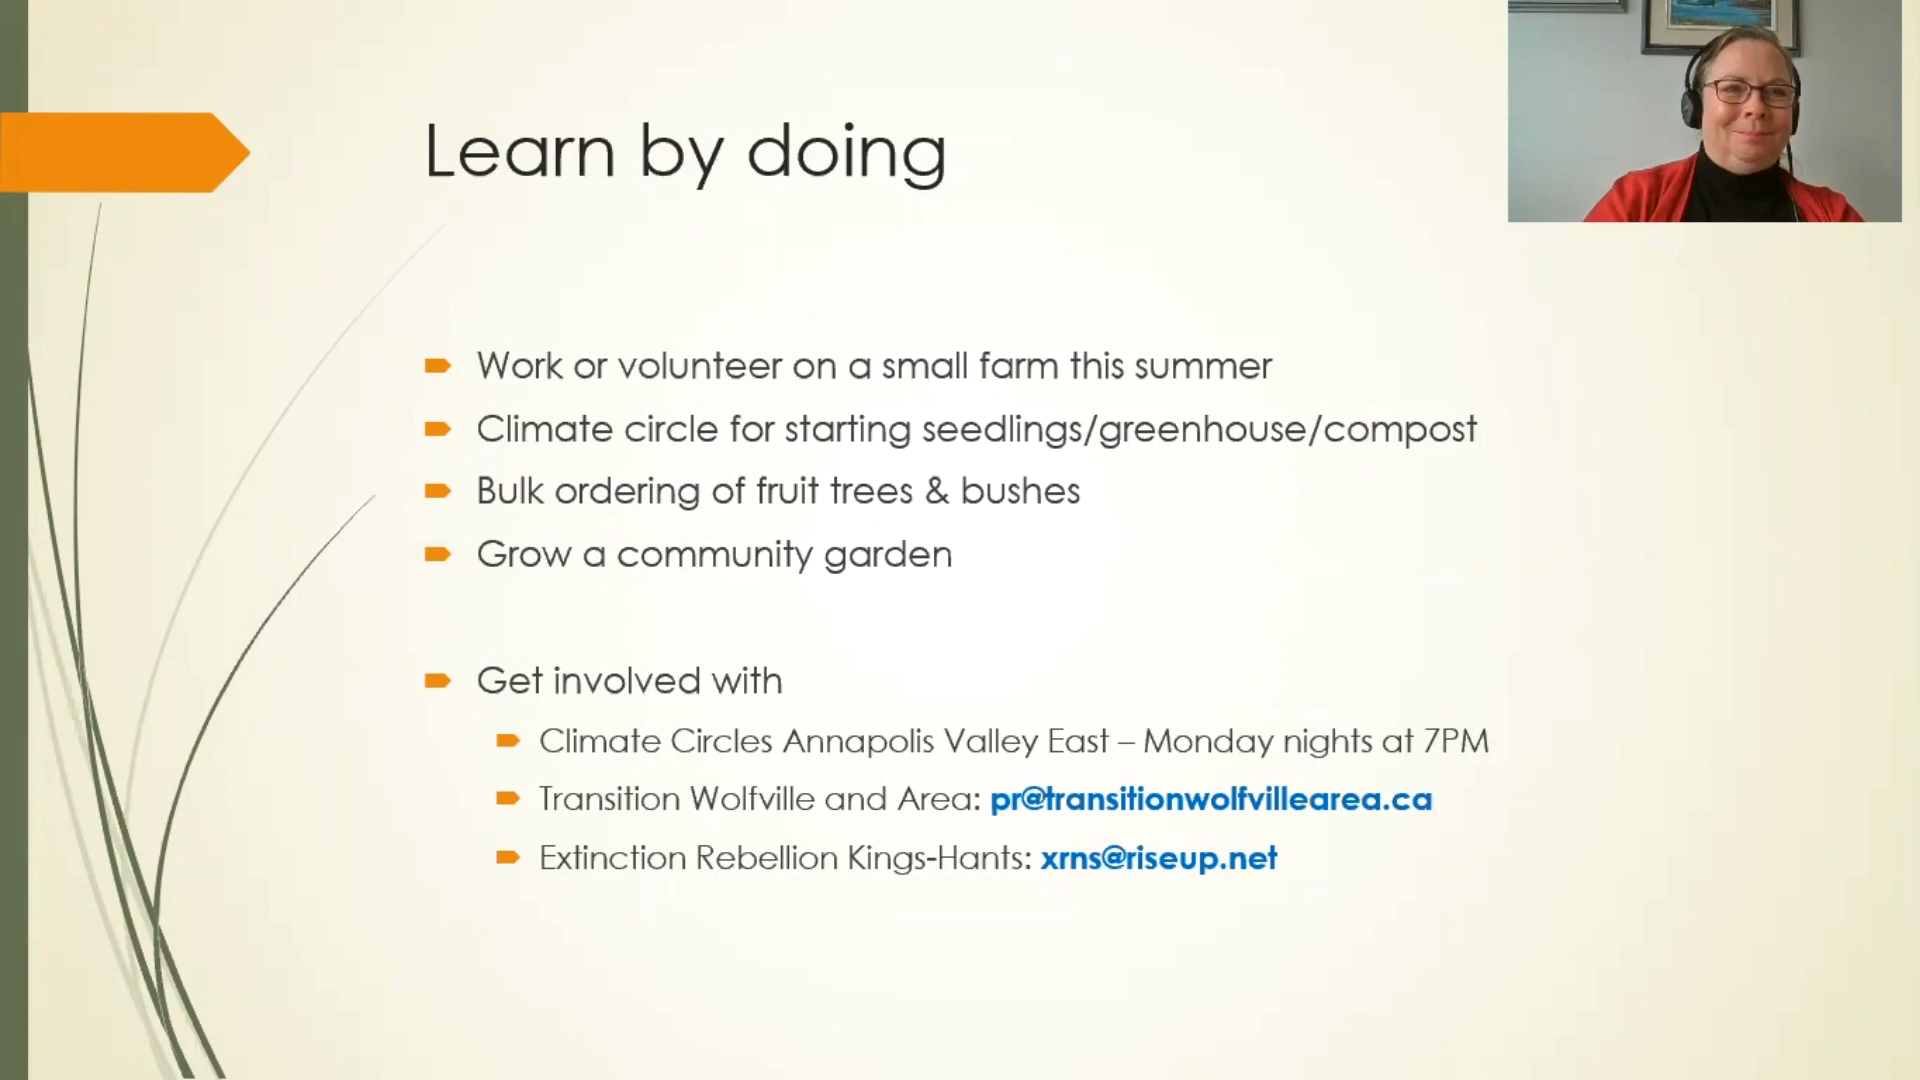 Learn by doing
Work or volunteer on a small farm this summer
Climate circle for starting seedlings/greenhouse/compost
Bulk ordering of fruit trees & bushes
Grow a community garden
Get involved with
Climate Circles Annapolis Valley East – Monday nights at 7PM
Transition Wolfville and Area: pr@transitionwolfvillearea.ca
Extinction Rebellion Kings-Hants: xrns@riseup.net